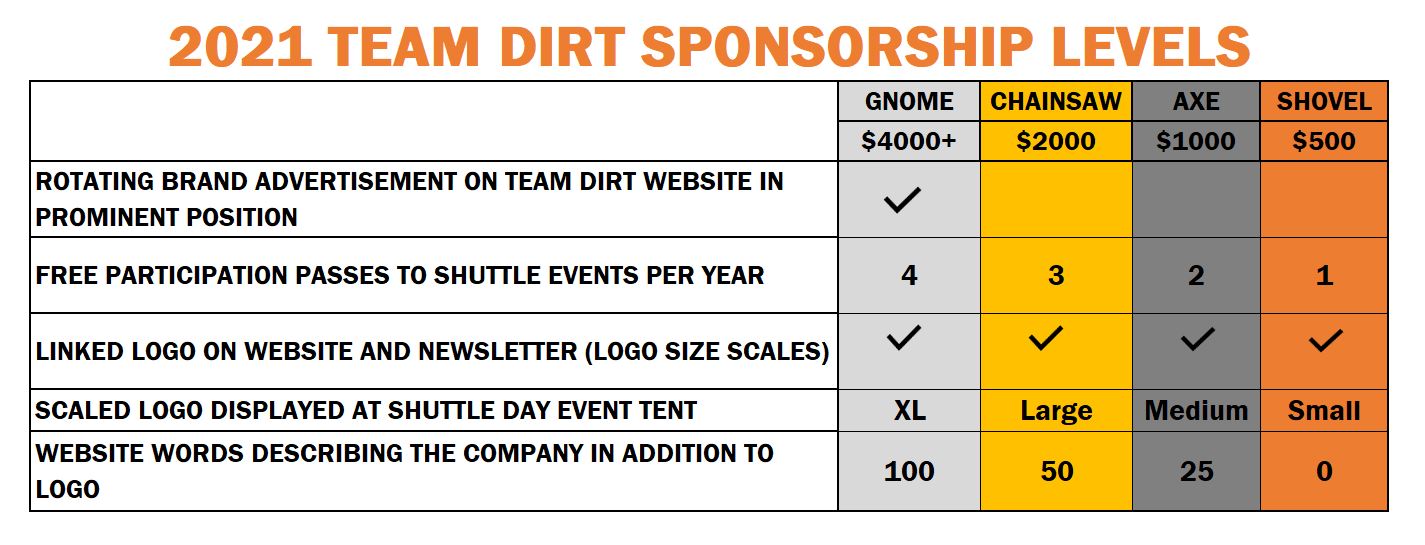 2021 TEAM DIRT SPONSORSHIP LEVELS
GNOME CHAINSAW AXE SHOVEL
$4000+ $2000 $1000 $500
ROTATING BRAND ADVERTISEMENT ON TEAM DIRT WEBSITE IN
PROMINENT POSITION ✓
FREE PARTICIPATION PASSES TO SHUTTLE EVENTS PER YEAR 4 3 2 1
LINKED LOGO ON WEBSITE AND NEWSLETTER (LOGO SIZE SCALES) ✓ ✓ ✓ ✓
SCALED LOGO DISPLAYED AT SHUTTLE DAY EVENT TENT XL Large Medium Small
WEBSITE WORDS DESCRIBING THE COMPANY IN ADDITION TO
LOGO 100 50 25 0